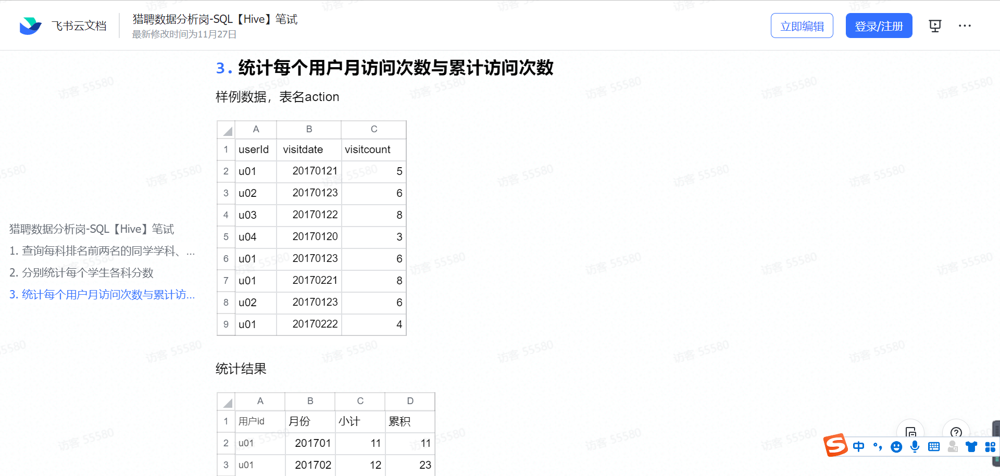 飞书云文档
猎聘数据分析岗-SQL【Hive】笔试
最新修改时间为11月27日
立即编辑
登录/注册
猎聘数据分析岗-SQL【Hive】笔试
1. 查询每科排名前两名的同学学科、...
2. 分别统计每个学生各科分数
3. 统计每个用户月访问次数与累计访...
3. 统计每个用户月访问次数与累计访问次数
样例数据，表名action
A B C
1 userId visitdate visitcount
2 u01 20170121 5
3 u02 20170123 6
4 u03 20170122 8
5 u04 20170120 3
6 u01 20170123 6
7 u01 20170221 8
8 u02 20170123 6
9 u01 20170222 4
统计结果
A B C D
1 用户id 月份 小计 累积
2 u01 201701 11 11
3 u01 201702 12 23
访客 55580
S 中